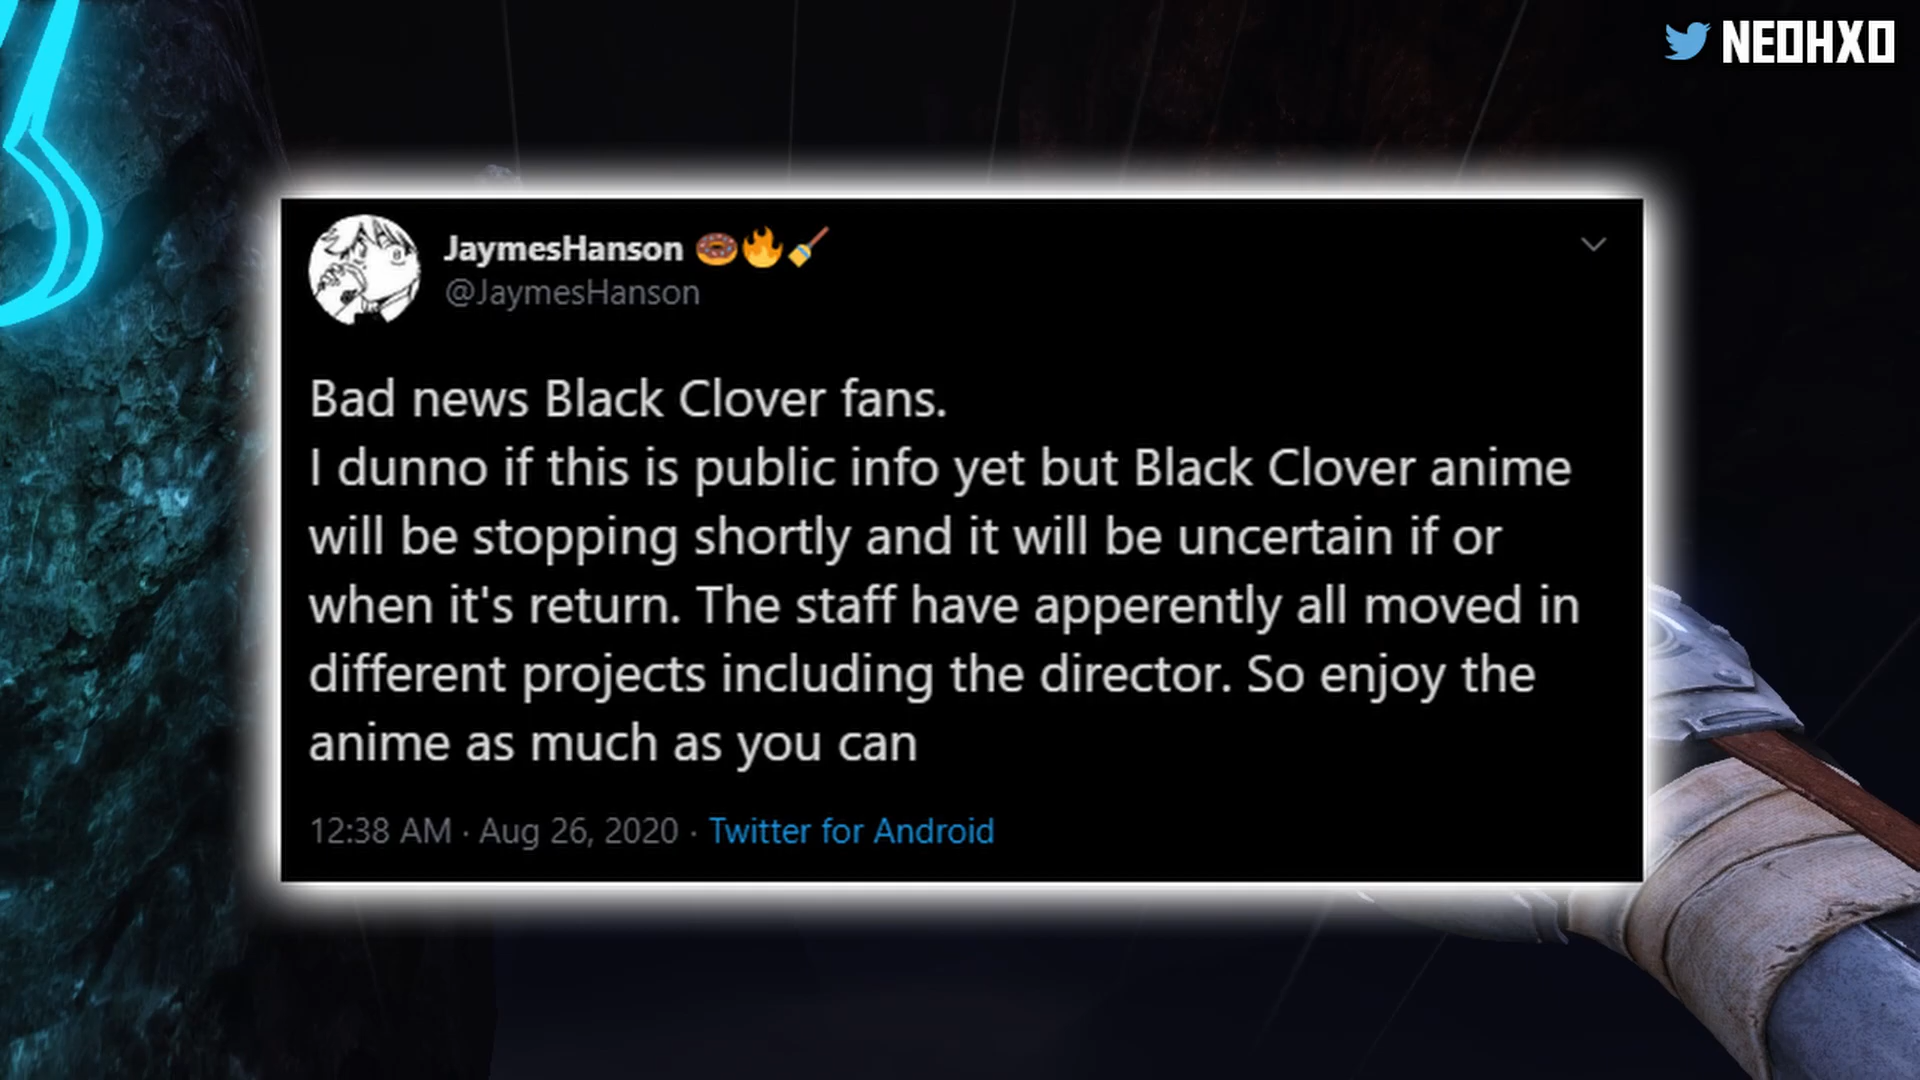 NEOHXO
JaymesHanson
@JaymesHanson
Bad news Black Clover fans.
I dunno if this is public info yet but Black Clover anime
will be stopping shortly and it will be uncertain if or
when it's return. The staff have apperently all moved in
different projects including the director. So enjoy the
anime as much as you can
12:38 AM · Aug 26, 2020 · Twitter for Android